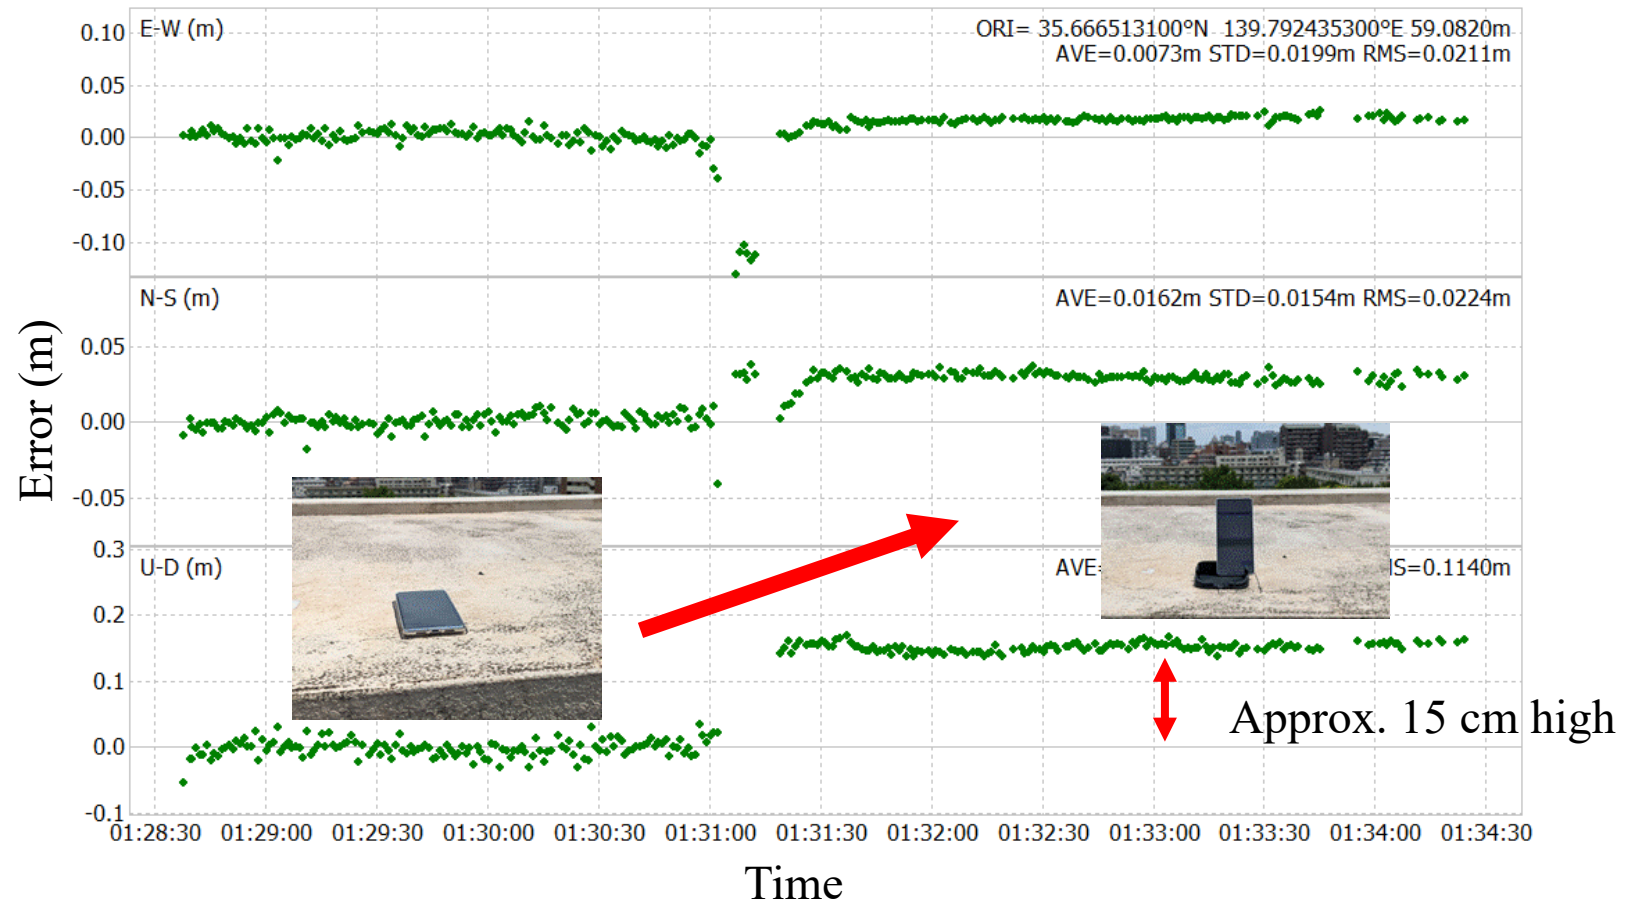 E-W (m)
ORI= 35.666513100°N 139.792435300°E 59.0820m
AVE=0.0073m STD=0.0199m RMS=0.0211m
0.10
0.05
0.00
-0.05
-0.10
N-S (m)
AVE=0.0162m STD=0.0154m RMS=0.0224m
0.05
0.00
-0.05
Error (m)
U-D (m)
AVE=
S=0.1140m
0.3
0.2
0.1
0.0
-0.1
Approx. 15 cm high
01:28:30 01:29:00 01:29:30 01:30:00 01:30:30 01:31:00 01:31:30 01:32:00 01:32:30 01:33:00 01:33:30 01:34:00 01:34:30
Time